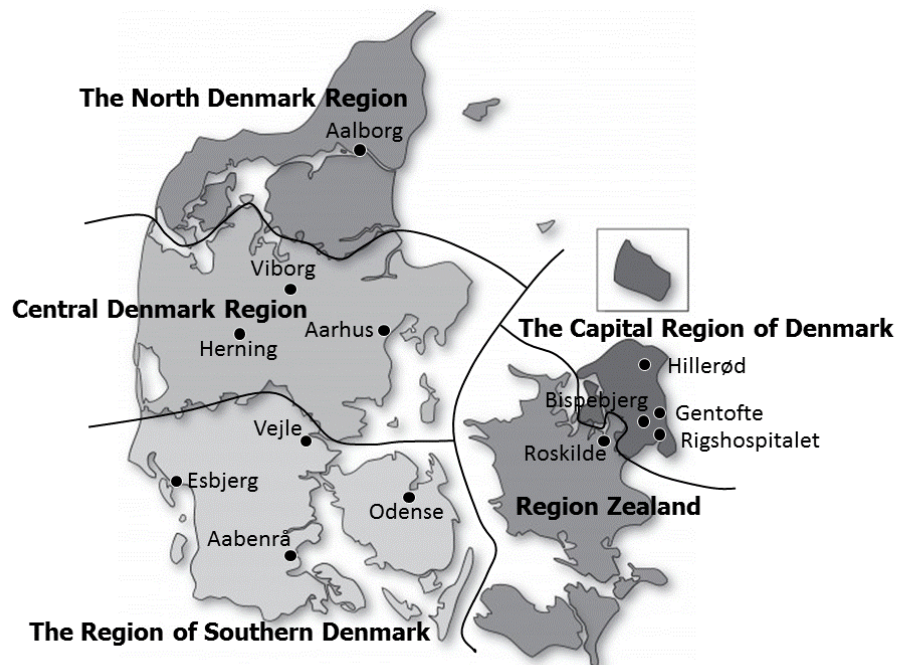 The North Denmark Region
Aalborg
Viborg
Central Denmark Region
Aarhus
Herning
The Capital Region of Denmark
Hillerød
Bispebjerg
Gentofte
Rigshospitalet
Roskilde
Vejle
Esbjerg
Odense
Region Zealand
Aabenrå
The Region of Southern Denmark